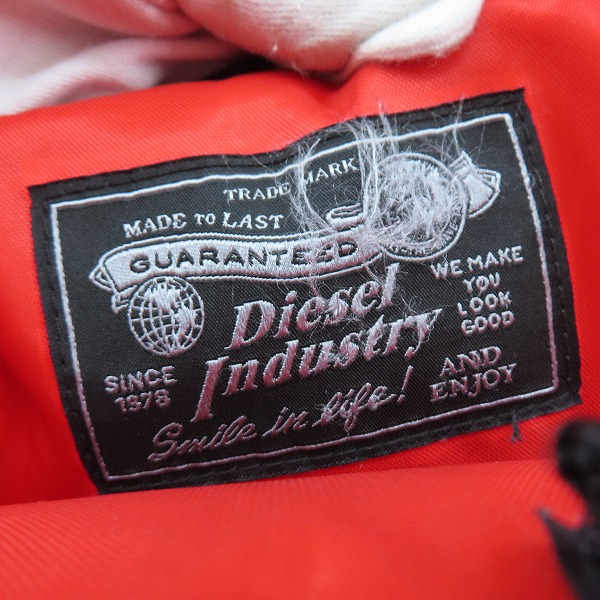 TRADE MARK
MADE TO LAST
GUARANTEED
WE MAKE
YOU
LOOK
GOOD
Diesel
Industry
SINCE
1978
AND
ENJOY
Smile in life!